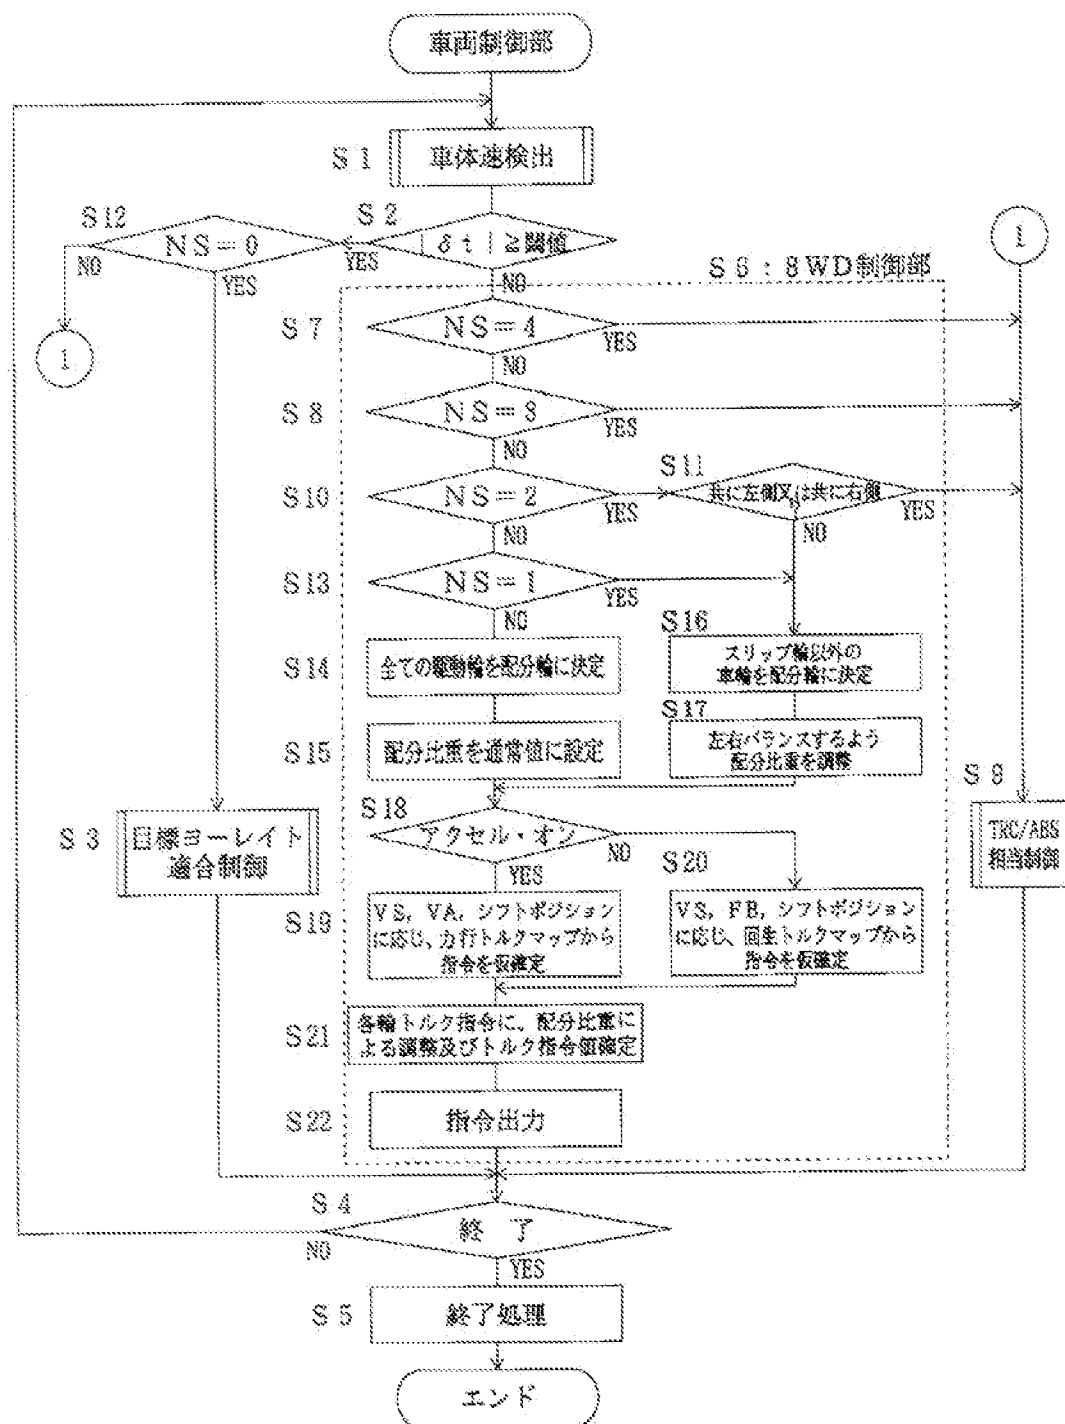 車両制御部
S1
車体速検出
S2
|δt|≧閾値
YES
NO
S12
NS=0
NO
YES
1
1
S6:8WD制御部
S7
NS=4
YES
NO
S8
NS=3
YES
NO
S10
NS=2
YES
NO
S11
共に左側又は共に右側
YES
NO
S13
NS=1
YES
NO
S14
全ての駆動輪を配分輪に決定
S15
配分比重を通常値に設定
S16
スリップ輪以外の
車輪を配分輪に決定
S17
左右バランスするよう
配分比重を調整
S18
アクセル・オン
NO
YES
S19
VS, VA, シフトポジション
に応じ、力行トルクマップから
指令を仮確定
S20
VS, FB, シフトポジション
に応じ、回生トルクマップから
指令を仮確定
S21
各輪トルク指令に、配分比重に
よる調整及びトルク指令値確定
S22
指令出力
S3
目標ヨーレイト
適合制御
S9
TRC/ABS
相当制御
S4
終了
NO
YES
S5
終了処理
エンド